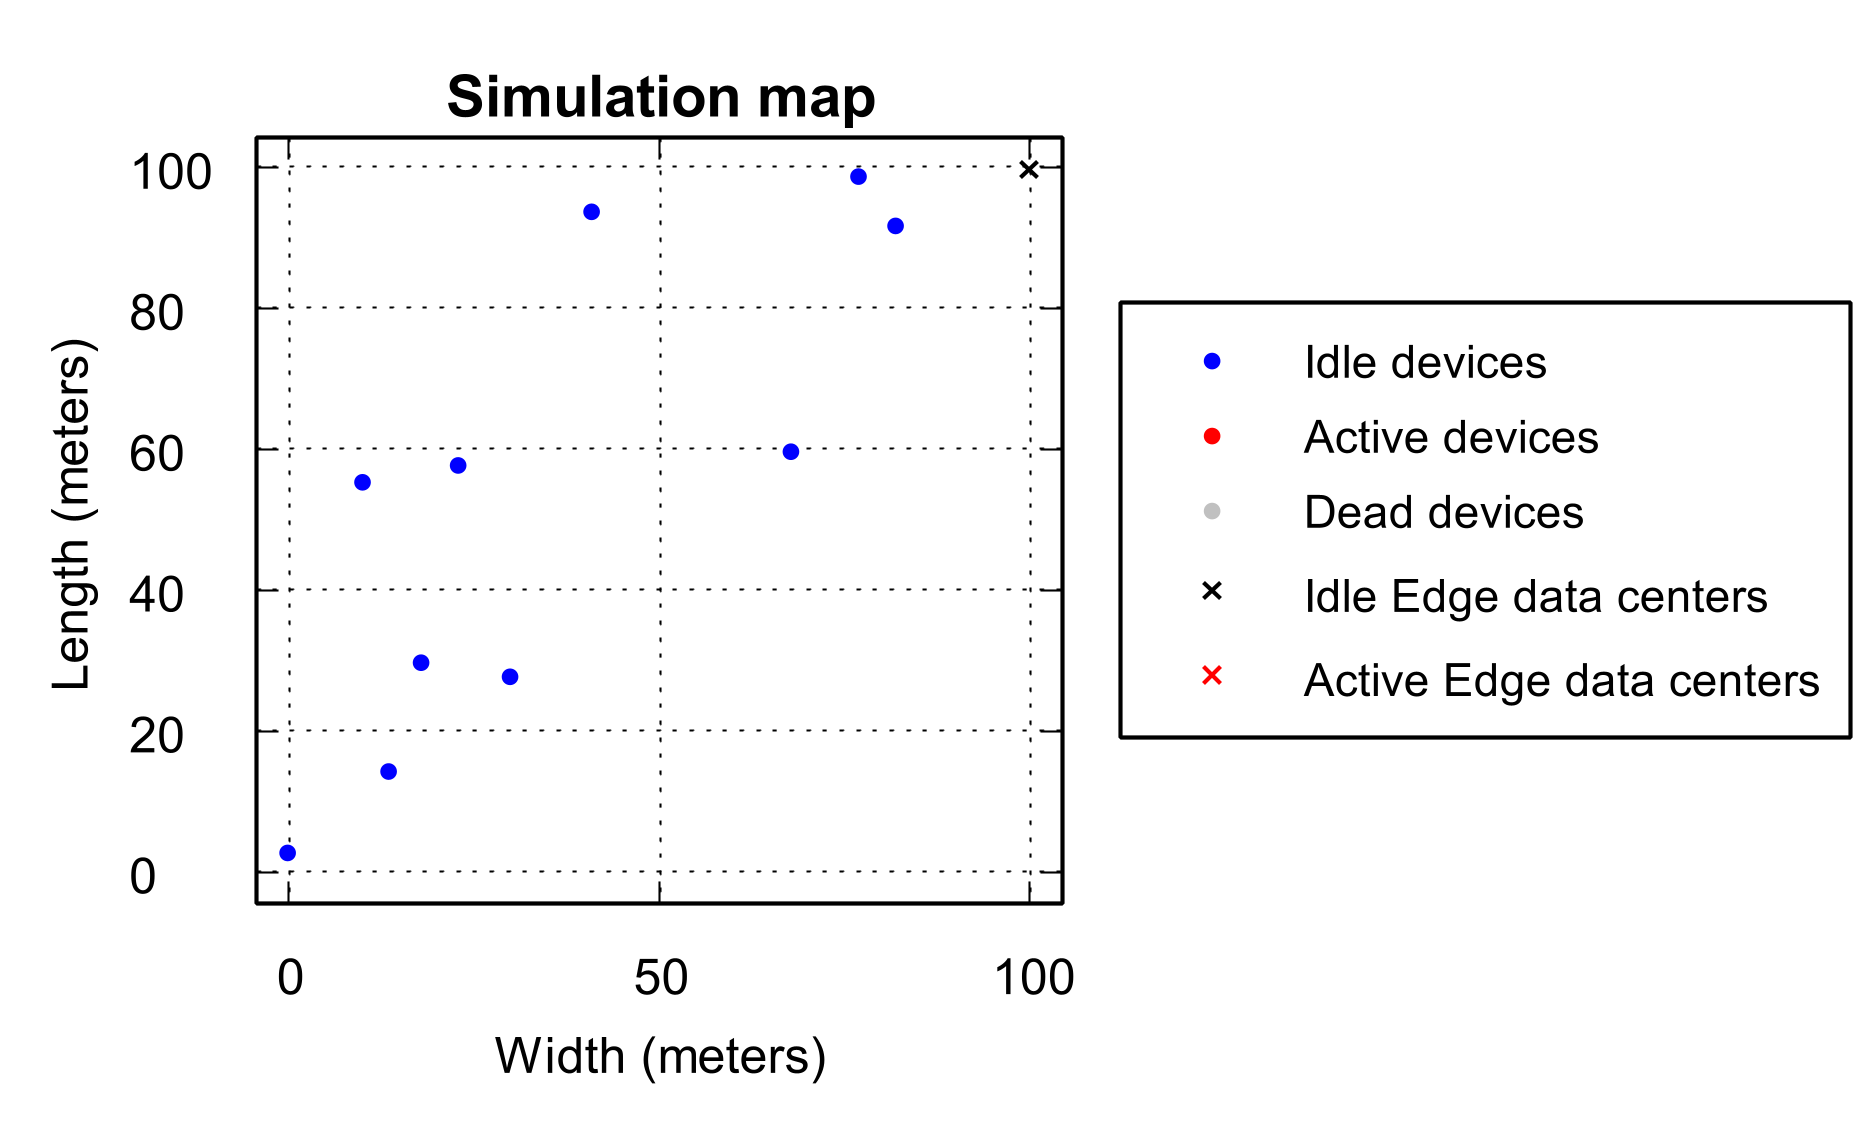 Simulation map
100
80
60
40
20
0
Length (meters)
0 50 100
Width (meters)
Idle devices
Active devices
Dead devices
Idle Edge data centers
Active Edge data centers